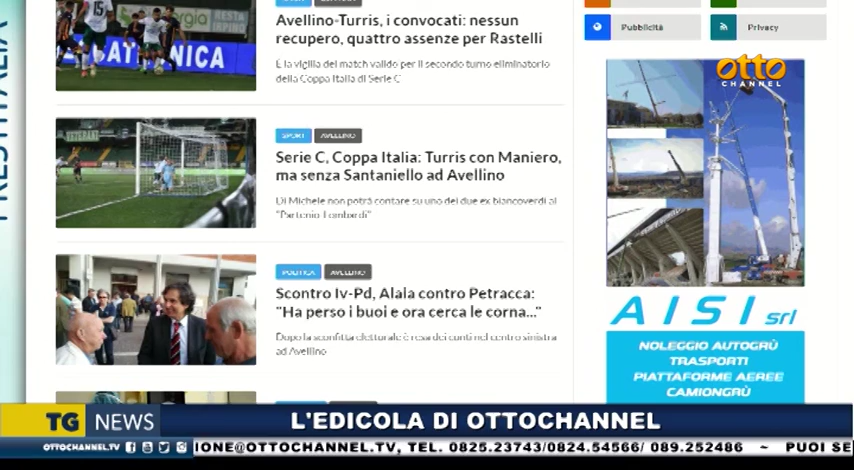 15
CHANNEL
Avellino-Turris, i convocati: nessun
recupero, quattro assenze per Rastelli
È la vigilia del match valido per il secondo turno eliminatorio
della Coppa Italia di Serie C
SPORT AVELLINO
Serie C, Coppa Italia: Turris con Maniero,
ma senza Santaniello ad Avellino
Di Michele non potrà contare su uno dei due ex biancoverdi al
"Partenio-Lombardi"
POLITICA AVELLINO
Scontro Iv-Pd, Alaia contro Petracca:
"Ha perso i buoi e ora cerca le corna..."
Dopo la sconfitta elettorale è resa dei conti nel centro sinistra
ad Avellino
Pubblicità
Privacy
otto
CHANNEL
AISI srl
NOLEGGIO AUTOGRÙ
TRASPORTI
PIATTAFORME AEREE
CAMIONGRÙ
TG NEWS
L'EDICOLA DI OTTOCHANNEL
OTTOCHANNEL.TV
IONE@OTTOCHANNEL.TV, TEL. 0825.23743/0824.54566/ 089.252486 ~ PUOI SE